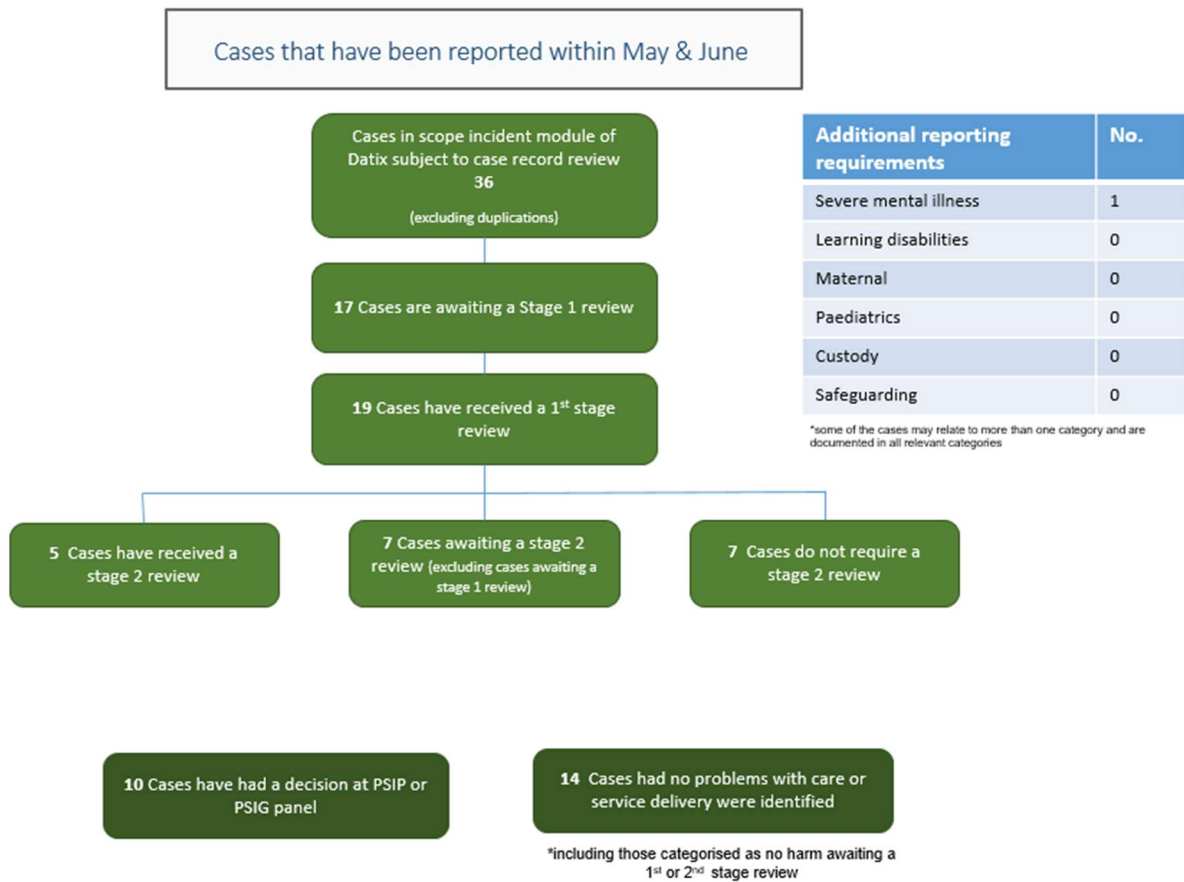 Cases that have been reported within May & June
Cases in scope incident module of
Datix subject to case record review
36
(excluding duplications)
17 Cases are awaiting a Stage 1 review
19 Cases have received a 1st stage
review
5 Cases have received a
stage 2 review
7 Cases awaiting a stage 2
review (excluding cases awaiting a
stage 1 review)
7 Cases do not require a
stage 2 review
10 Cases have had a decision at PSIP or
PSIG panel
14 Cases had no problems with care or
service delivery were identified
*including those categorised as no harm awaiting a
1st or 2nd stage review
Additional reporting No.
requirements
Severe mental illness 1
Learning disabilities 0
Maternal 0
Paediatrics 0
Custody 0
Safeguarding 0
*some of the cases may relate to more than one category and are
documented in all relevant categories